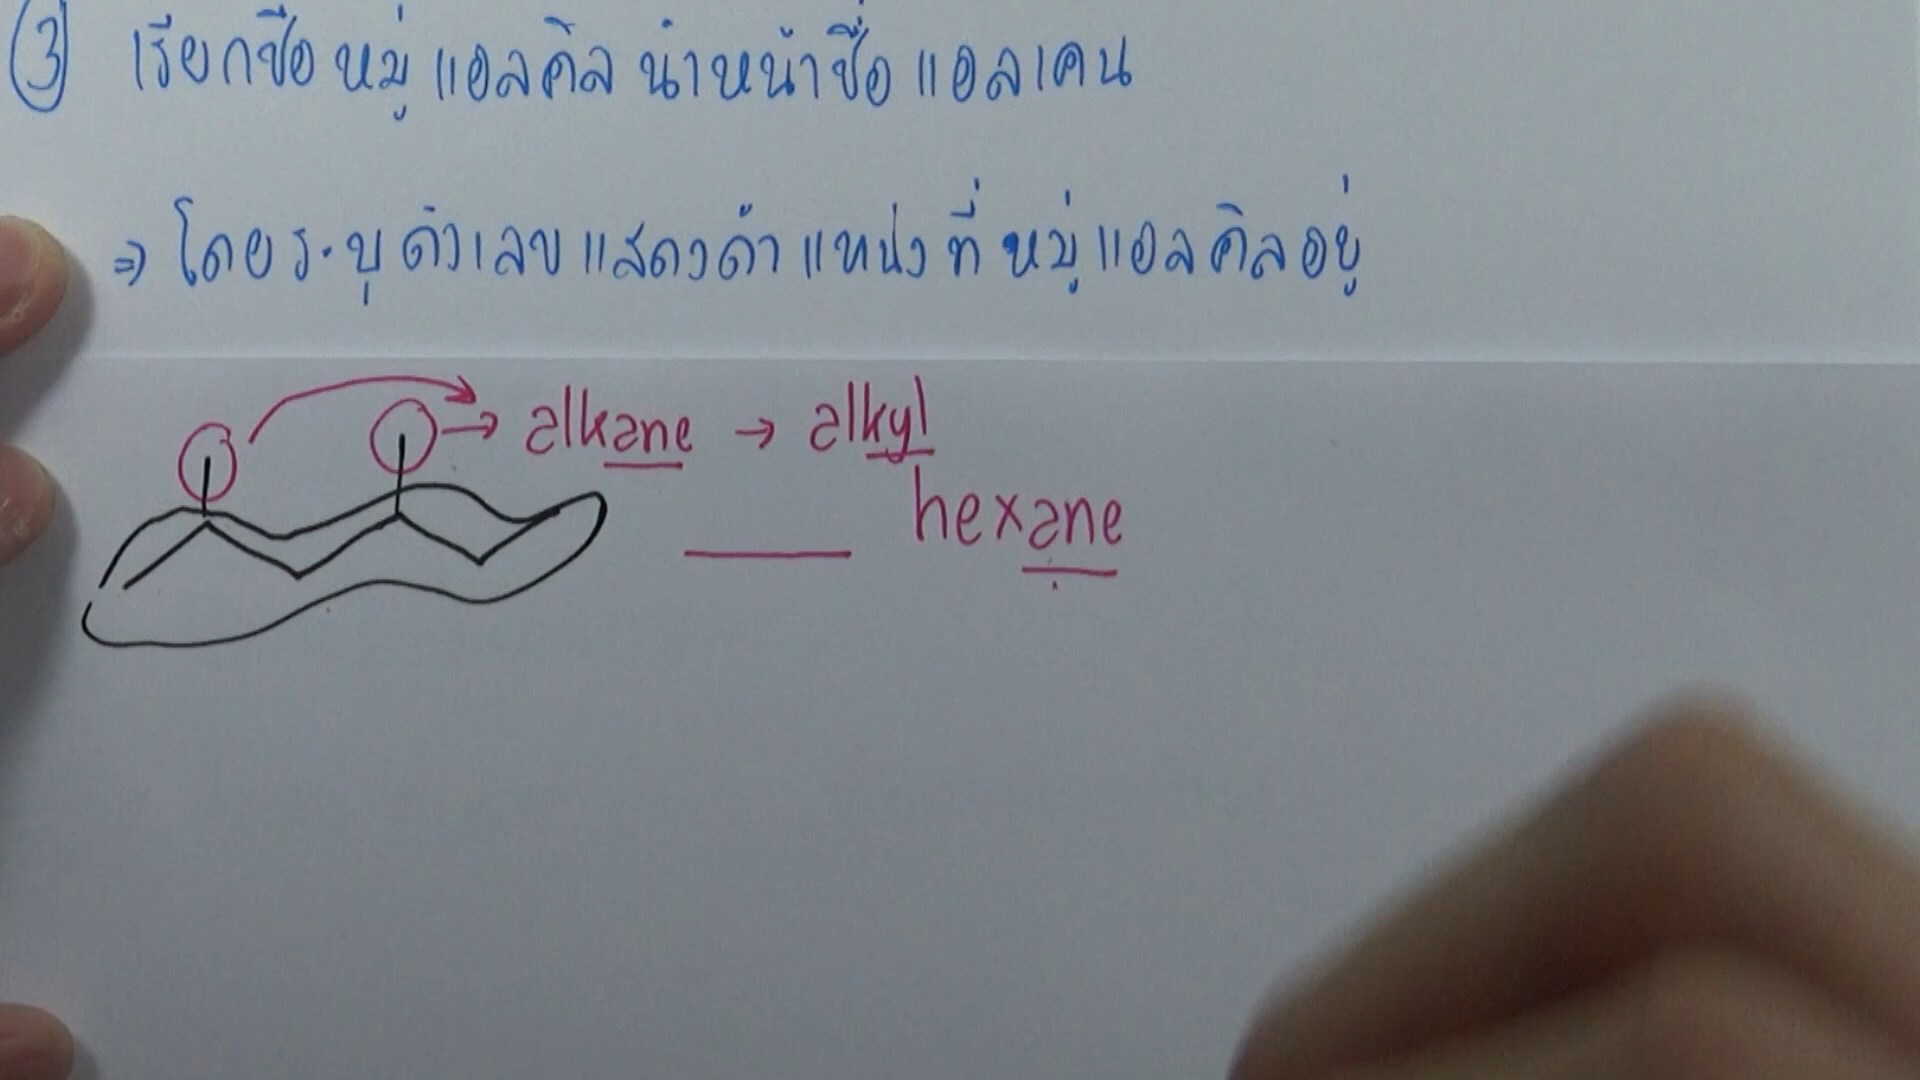 ③ เรียกชื่อ หมู่ แอลคิล นำหน้าชื่อ แอลเคน
⇒ โดยระบุ ตัวเลข แสดงตำแหน่ง ที่ หมู่ แอลคิลอยู่
→ alkane → alkyl
hexane